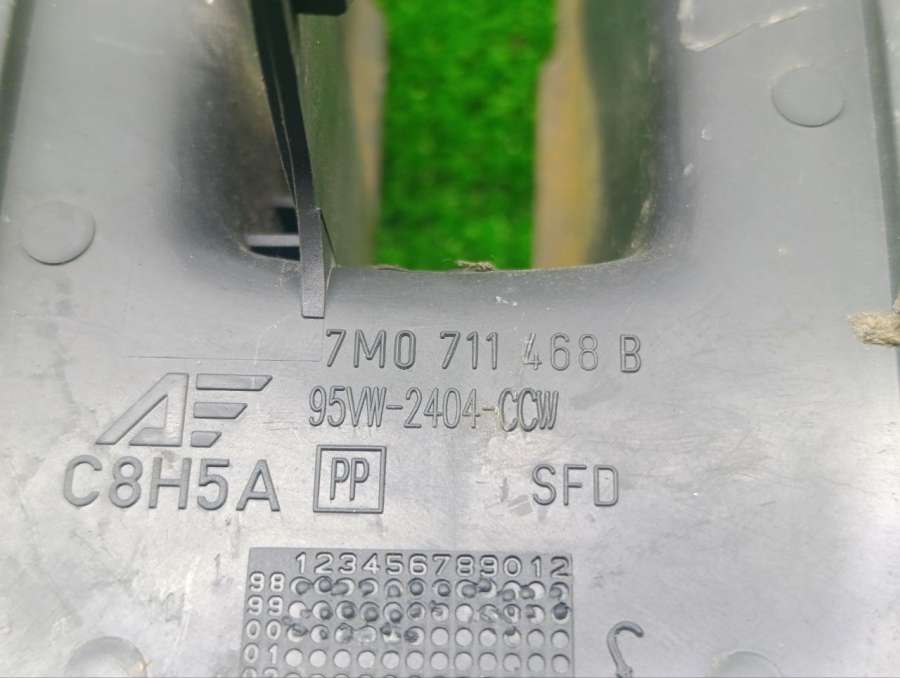 7M0 711 468 B
95VW-2404-CCW
AF
C8H5A PP SFD
123456789012
98
99
00
01